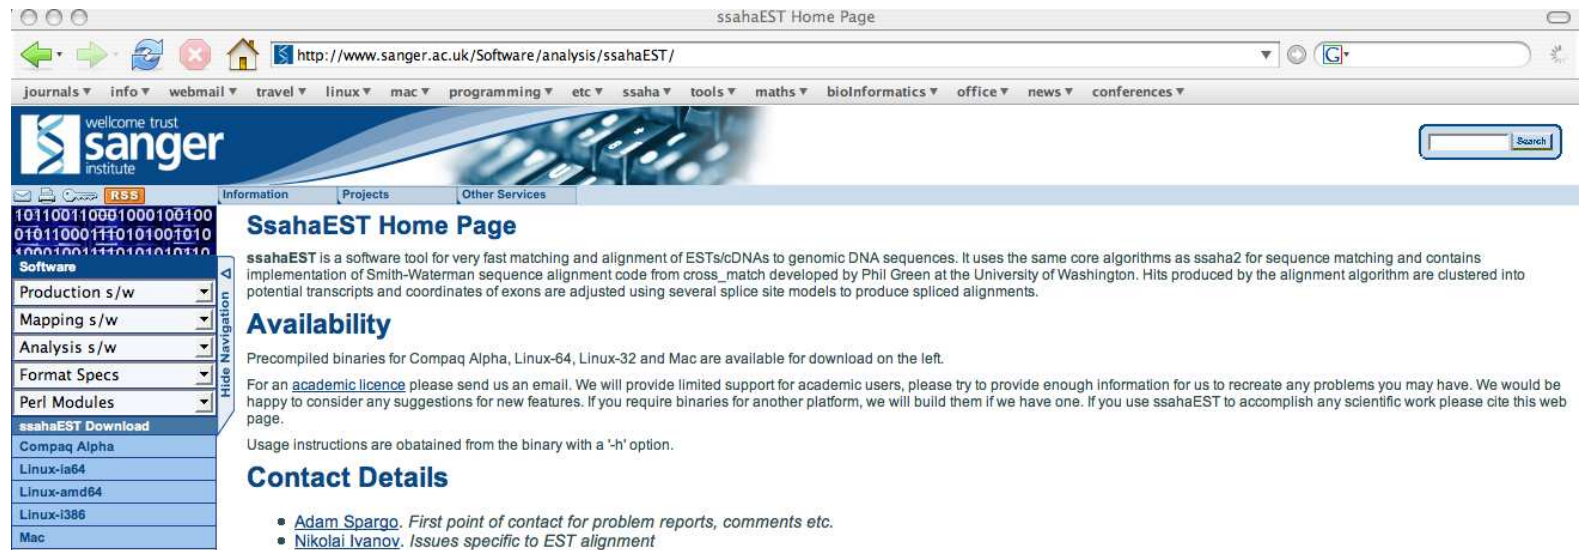 ssahaEST Home Page
http://www.sanger.ac.uk/Software/analysis/ssahaEST/
G
journals info webmail travel linux mac programming etc ssaha tools maths bioInformatics office news conferences
wellcome trust
sanger
institute
Search
RSS
Information Projects Other Services
Software
Production s/w
Mapping s/w
Analysis s/w
Format Specs
Perl Modules
ssahaEST Download
Compaq Alpha
Linux-ia64
Linux-amd64
Linux-i386
Mac
Hide Navigation
SsahaEST Home Page
ssahaEST is a software tool for very fast matching and alignment of ESTs/cDNAs to genomic DNA sequences. It uses the same core algorithms as ssaha2 for sequence matching and contains
implementation of Smith-Waterman sequence alignment code from cross_match developed by Phil Green at the University of Washington. Hits produced by the alignment algorithm are clustered into
potential transcripts and coordinates of exons are adjusted using several splice site models to produce spliced alignments.
Availability
Precompiled binaries for Compaq Alpha, Linux-64, Linux-32 and Mac are available for download on the left.
For an academic licence please send us an email. We will provide limited support for academic users, please try to provide enough information for us to recreate any problems you may have. We would be
happy to consider any suggestions for new features. If you require binaries for another platform, we will build them if we have one. If you use ssahaEST to accomplish any scientific work please cite this web
page.
Usage instructions are obatained from the binary with a '-h' option.
Contact Details
Adam Spargo. First point of contact for problem reports, comments etc.
Nikolai Ivanov. Issues specific to EST alignment